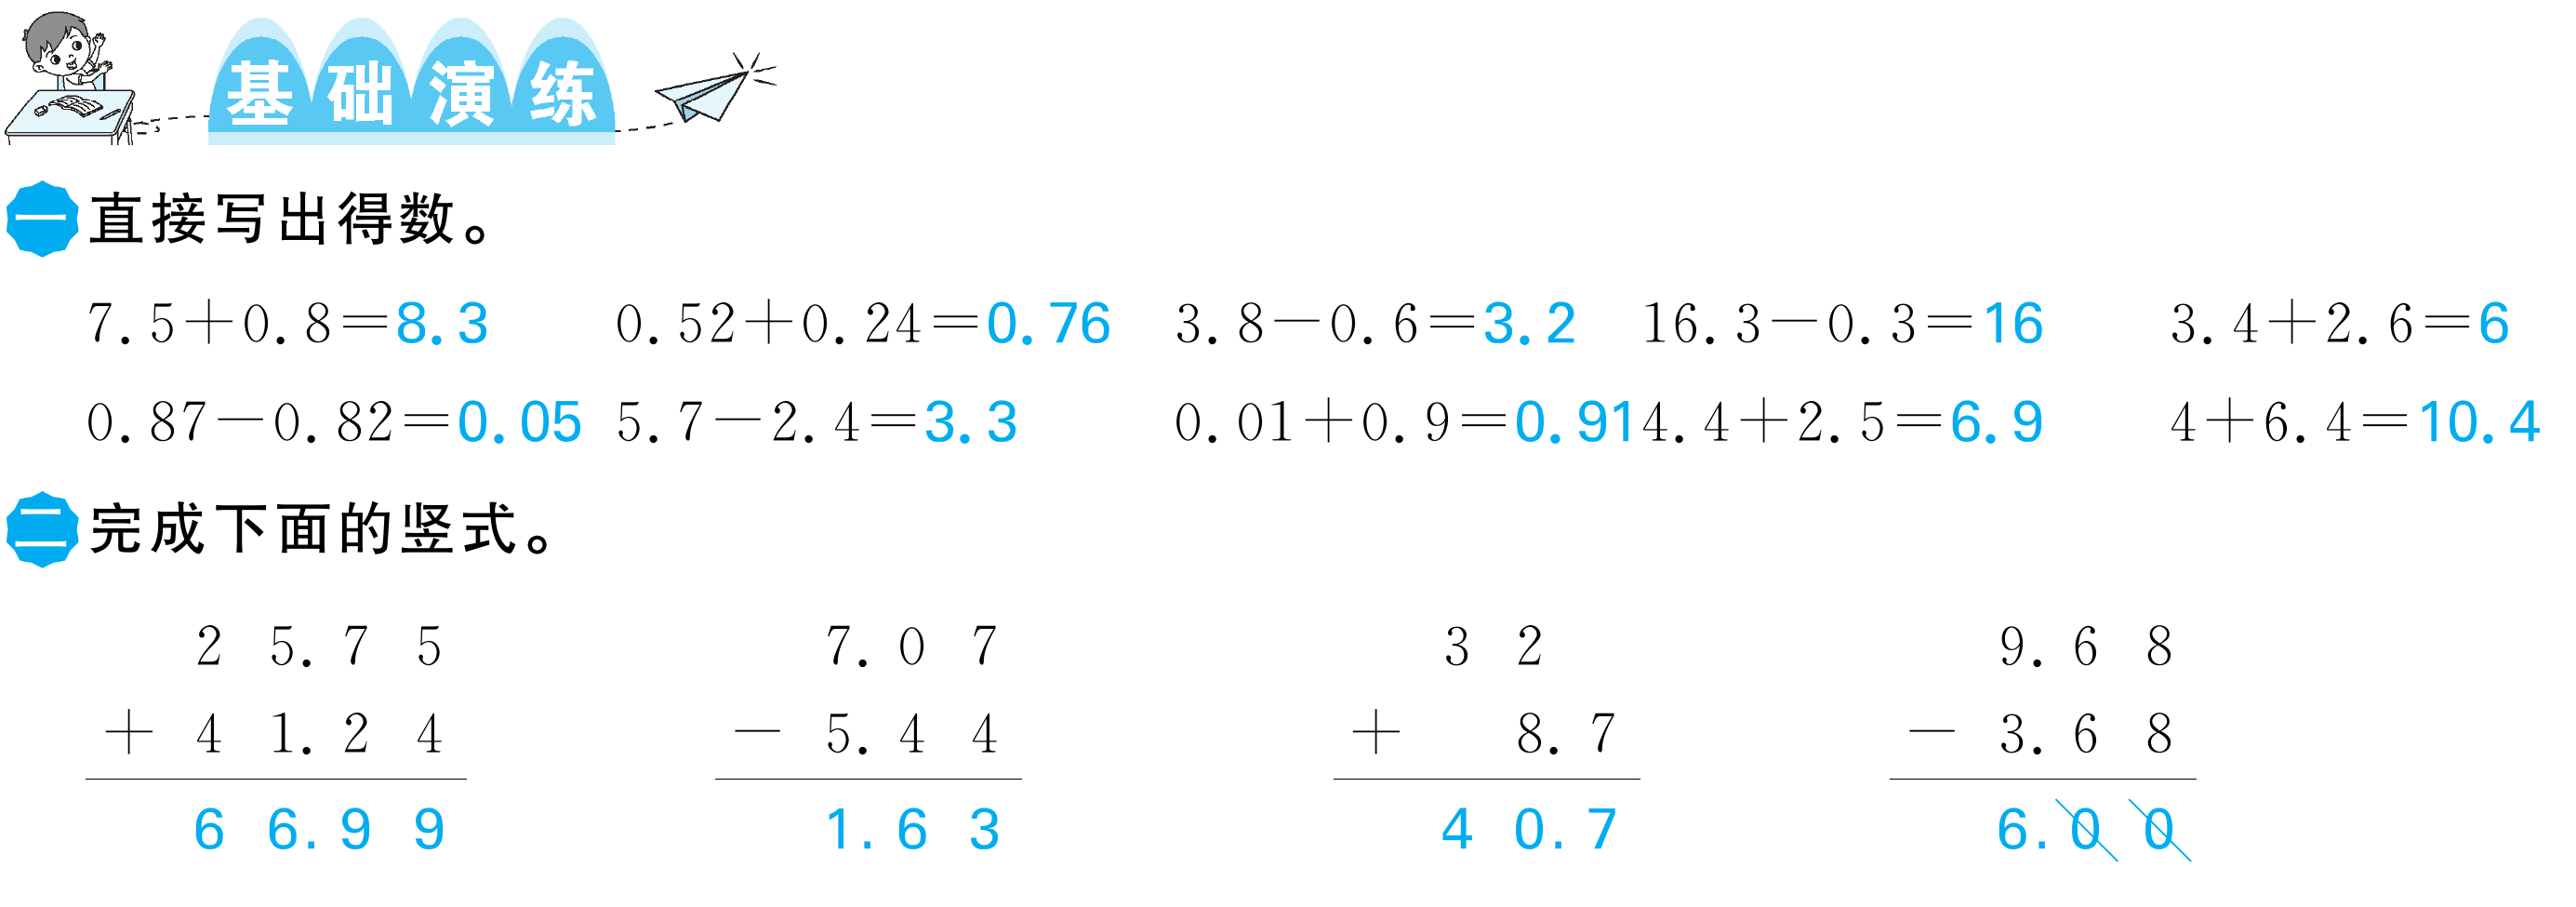 基础演练
一 直接写出得数。
7.5+0.8=8.3 0.52+0.24=0.76 3.8-0.6=3.2 16.3-0.3=16 3.4+2.6=6
0.87-0.82=0.05 5.7-2.4=3.3 0.01+0.9=0.91 4.4+2.5=6.9 4+6.4=10.4
二 完成下面的竖式。
2 5.7 5 7.0 7 3 2 9.6 8
+ 4 1.2 4 - 5.4 4 + 8.7 - 3.6 8
6 6.9 9 1.6 3 4 0.7 6.0 0